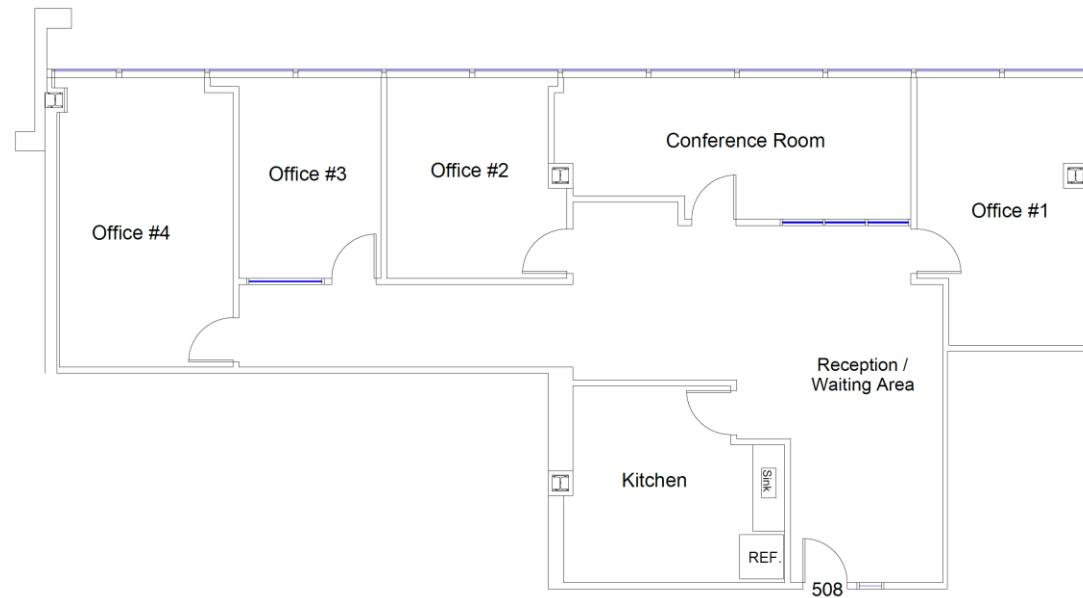 Conference Room
Office #3
Office #2
Office #1
Office #4
Reception /
Waiting Area
Kitchen
Sink
REF.
508